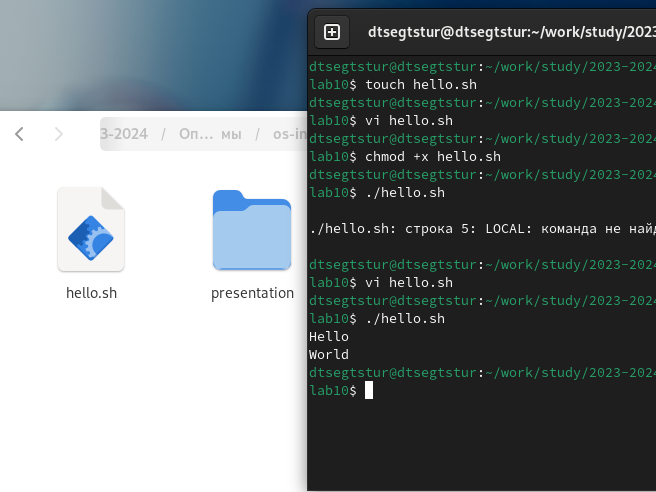 3-2024 / Оп… мы / os-in
hello.sh
presentation
dtsegtstur@dtsegtstur:~/work/study/2023
dtsegtstur@dtsegtstur:~/work/study/2023-2024
lab10$ touch hello.sh
dtsegtstur@dtsegtstur:~/work/study/2023-2024
lab10$ vi hello.sh
dtsegtstur@dtsegtstur:~/work/study/2023-2024
lab10$ chmod +x hello.sh
dtsegtstur@dtsegtstur:~/work/study/2023-2024
lab10$ ./hello.sh
./hello.sh: строка 5: LOCAL: команда не найд
dtsegtstur@dtsegtstur:~/work/study/2023-2024
lab10$ vi hello.sh
dtsegtstur@dtsegtstur:~/work/study/2023-2024
lab10$ ./hello.sh
Hello
World
dtsegtstur@dtsegtstur:~/work/study/2023-2024
lab10$